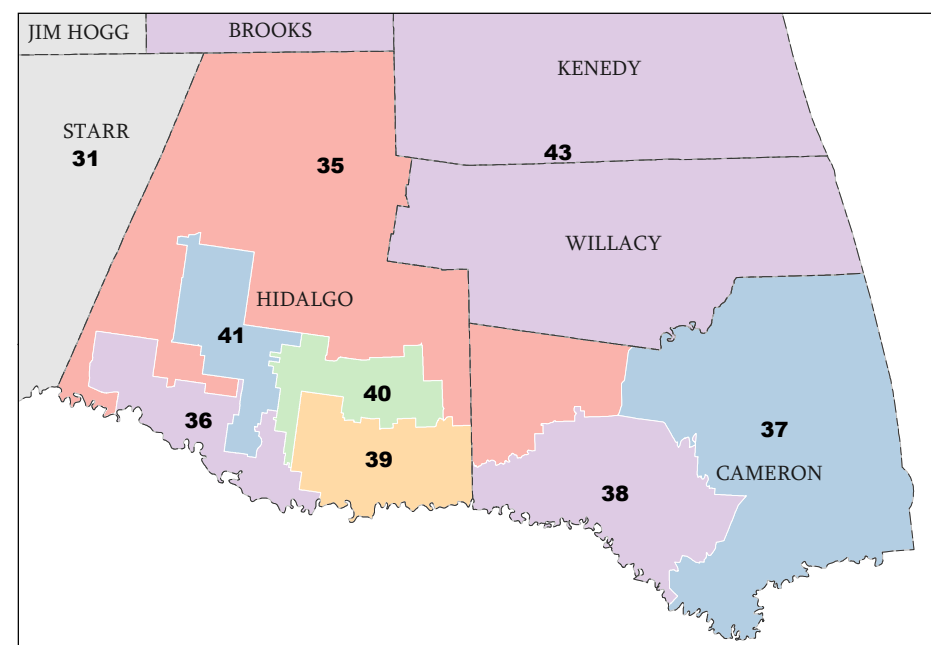 JIM HOGG
BROOKS
KENEDY
STARR
31
35
43
WILLACY
HIDALGO
41
40
36
37
39
CAMERON
38